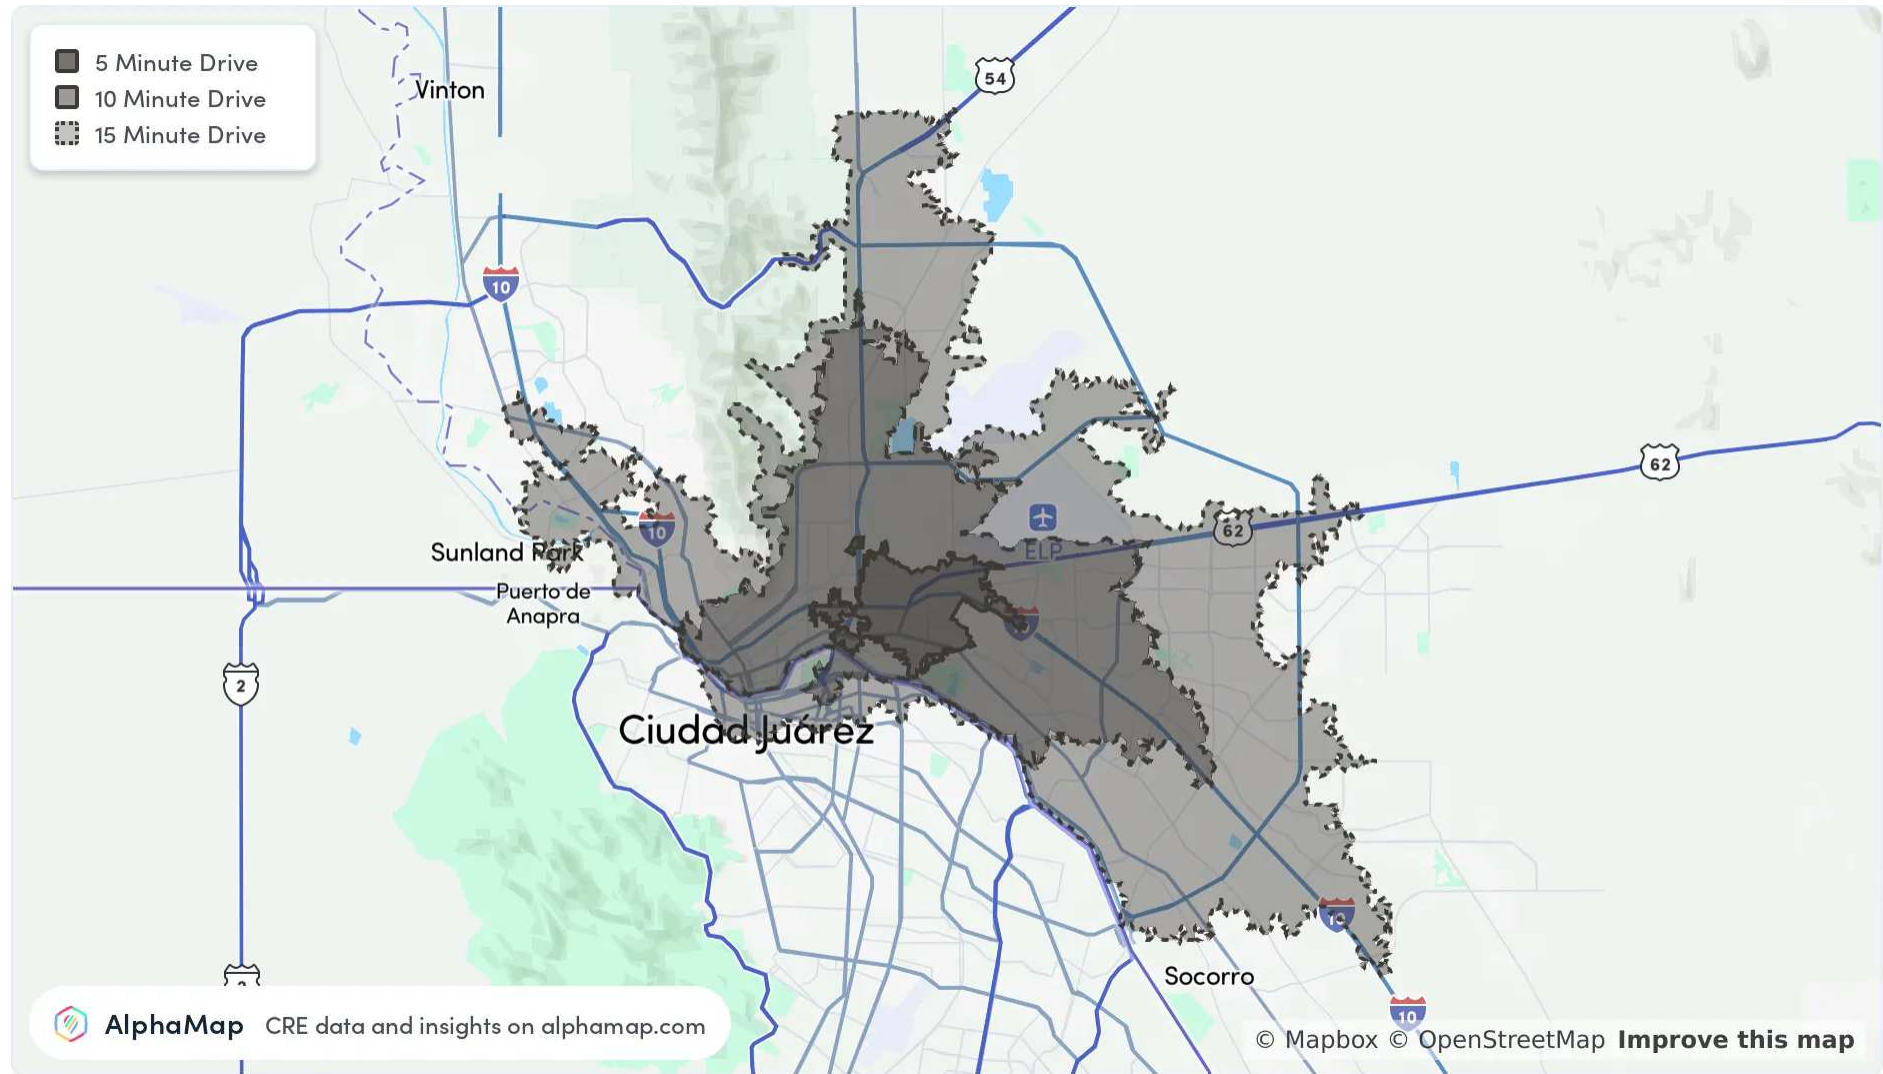 5 Minute Drive
10 Minute Drive
15 Minute Drive
Vinton
54
10
62
62
10
ELP
Sunland Park
Puerto de
Anapra
2
Ciudad Juárez
10
Socorro
10
AlphaMap CRE data and insights on alphamap.com
© Mapbox © OpenStreetMap Improve this map